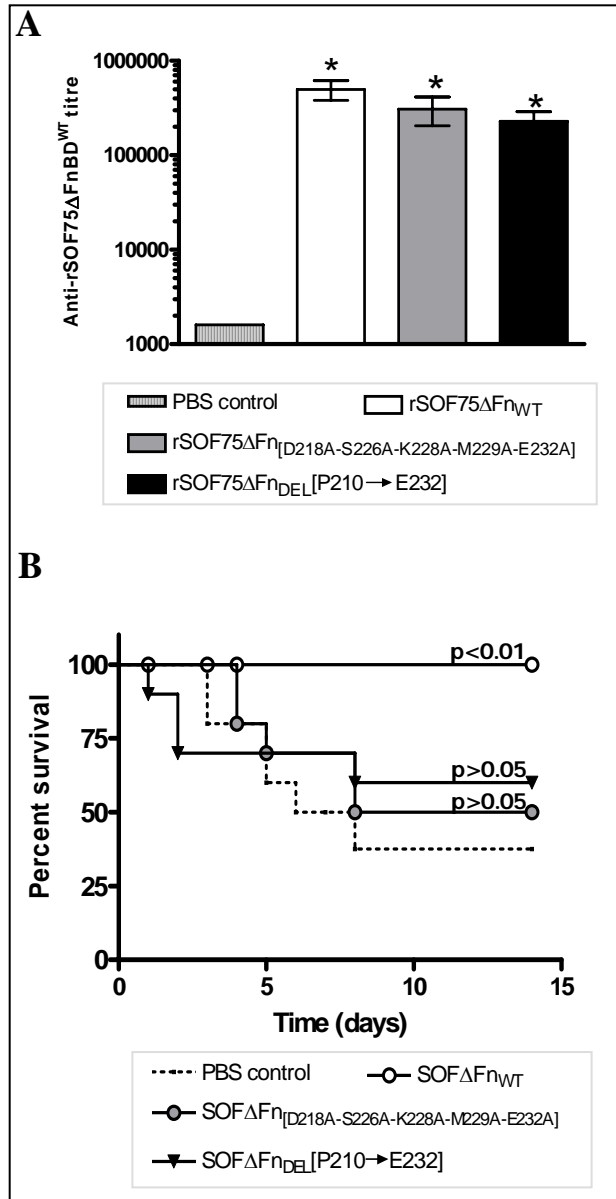 A
1000000
100000
10000
1000
Anti-rSOF75ΔFnBD^WT titre
* * *
PBS control rSOF75ΔFn_WT
rSOF75ΔFn_[D218A-S226A-K228A-M229A-E232A]
rSOF75ΔFn_DEL[P210→E232]
B
100
75
50
25
0
Percent survival
p<0.01
p>0.05
p>0.05
0 5 10 15
Time (days)
PBS control SOFΔFn_WT
SOFΔFn_[D218A-S226A-K228A-M229A-E232A]
SOFΔFn_DEL[P210→E232]